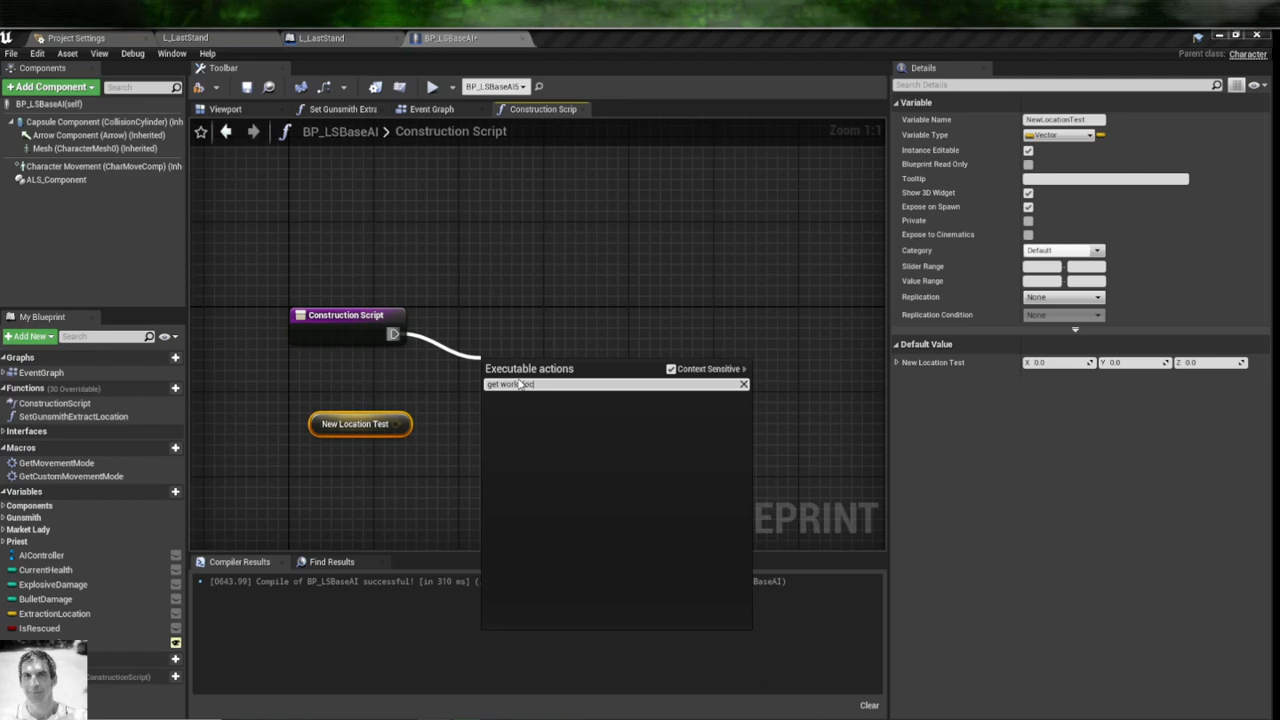 Project Settings
L_LastStand
L_LastStand
BP_LSBaseAI+
File Edit Asset View Debug Window Help
Parent class: Character
Components
Toolbar
Details
+Add Component
Search
BP_LSBaseAIS
Search Details
BP_LSBaseAI(self)
Capsule Component (CollisionCylinder) (Inh
Arrow Component (Arrow) (Inherited)
Mesh (CharacterMesh0) (Inherited)
Character Movement (CharMoveComp) (Inh
ALS_Component
Viewport
Set Gunsmith Extra
Event Graph
Construction Scrip
BP_LSBaseAI > Construction Script
Zoom 1:1
Construction Script
New Location Test
Executable actions
Context Sensitive
get world loc
EPRINT
My Blueprint
+Add New
Search
Graphs
EventGraph
Functions (30 Overridable)
ConstructionScript
SetGunsmithExtractLocation
Interfaces
Macros
GetMovementMode
GetCustomMovementMode
Variables
Components
Gunsmith
Market Lady
Priest
AIController
CurrentHealth
ExplosiveDamage
BulletDamage
ExtractionLocation
IsRescued
ConstructionScript)
Compiler Results
Find Results
[0643.99] Compile of BP_LSBaseAI successful! [in 310 ms] (
BaseAI)
Clear
Variable
Variable Name NewLocationTest
Variable Type Vector
Instance Editable
Blueprint Read Only
Tooltip
Show 3D Widget
Expose on Spawn
Private
Expose to Cinematics
Category Default
Slider Range
Value Range
Replication None
Replication Condition None
Default Value
New Location Test X 0.0 Y 0.0 Z 0.0